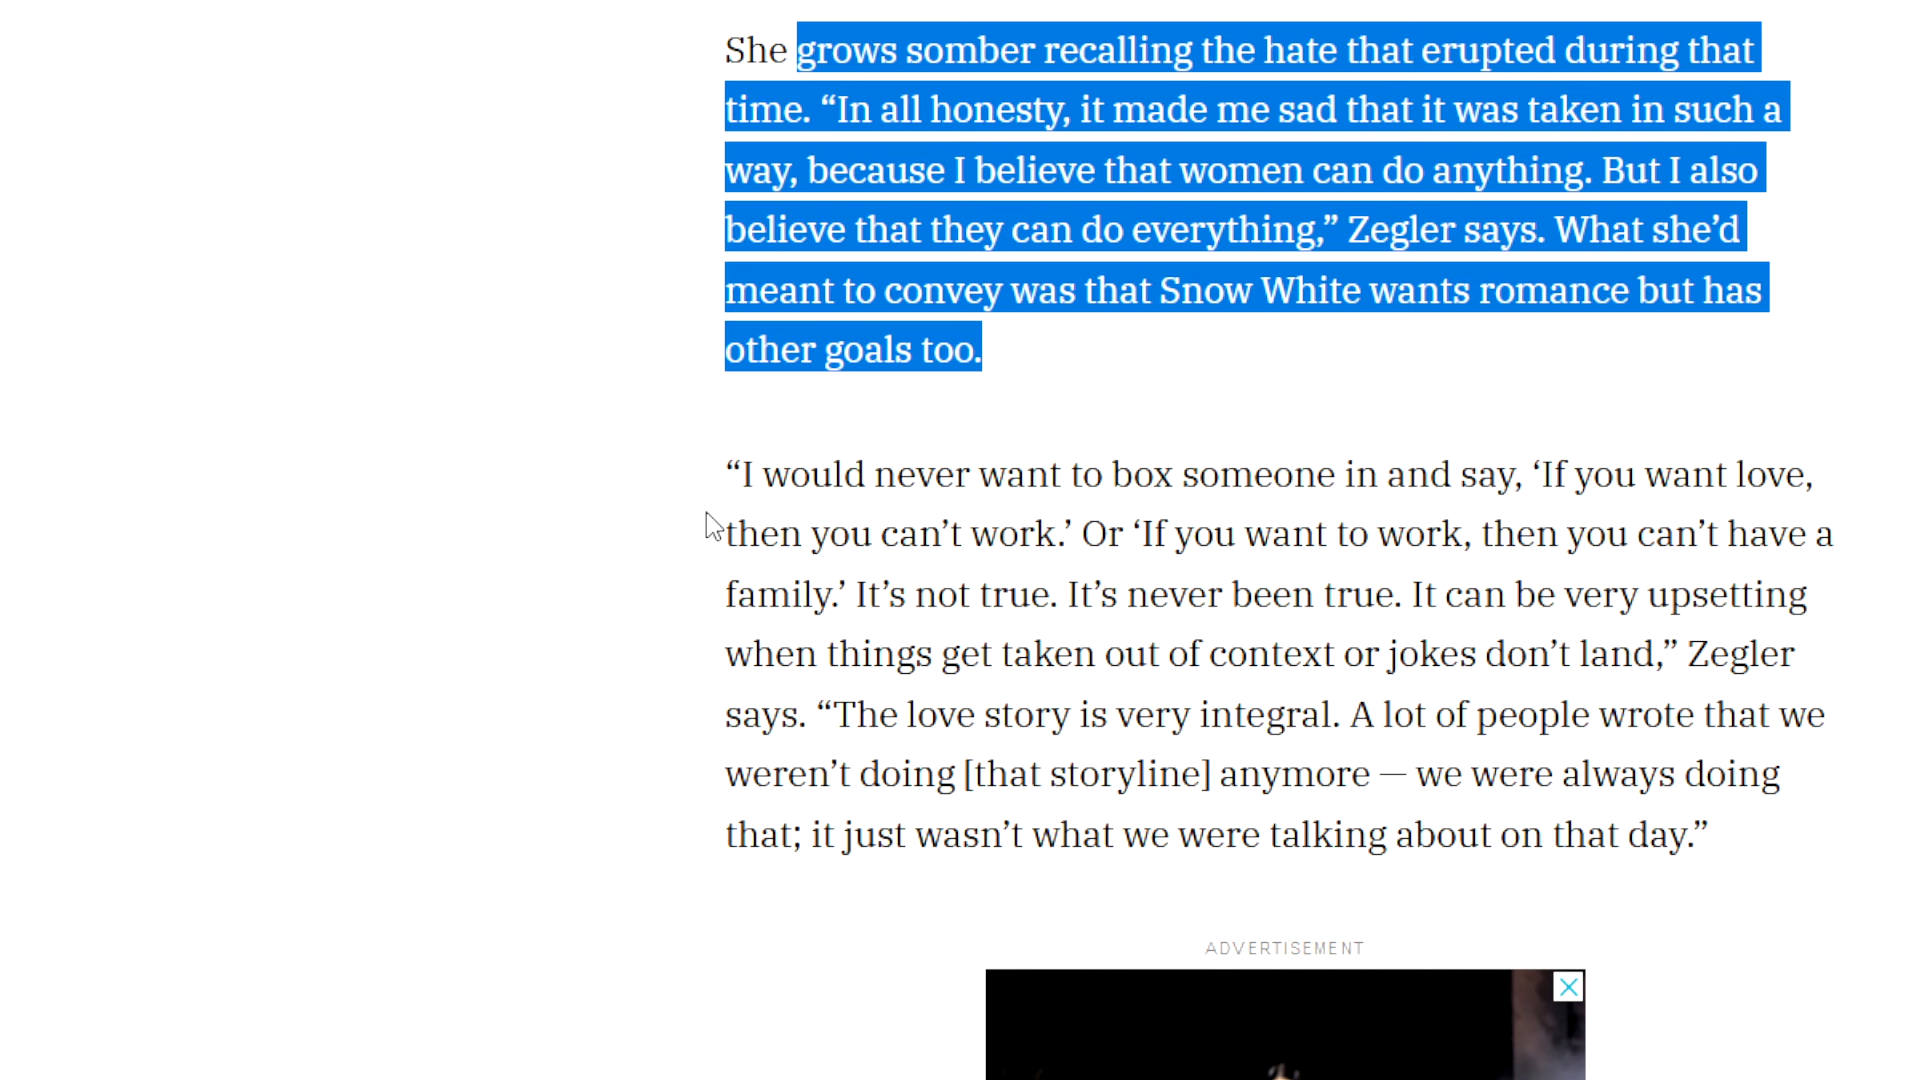 She grows somber recalling the hate that erupted during that
time. “In all honesty, it made me sad that it was taken in such a
way, because I believe that women can do anything. But I also
believe that they can do everything,” Zegler says. What she’d
meant to convey was that Snow White wants romance but has
other goals too.
“I would never want to box someone in and say, ‘If you want love,
then you can’t work.’ Or ‘If you want to work, then you can’t have a
family.’ It’s not true. It’s never been true. It can be very upsetting
when things get taken out of context or jokes don’t land,” Zegler
says. “The love story is very integral. A lot of people wrote that we
weren’t doing [that storyline] anymore — we were always doing
that; it just wasn’t what we were talking about on that day.”
ADVERTISEMENT